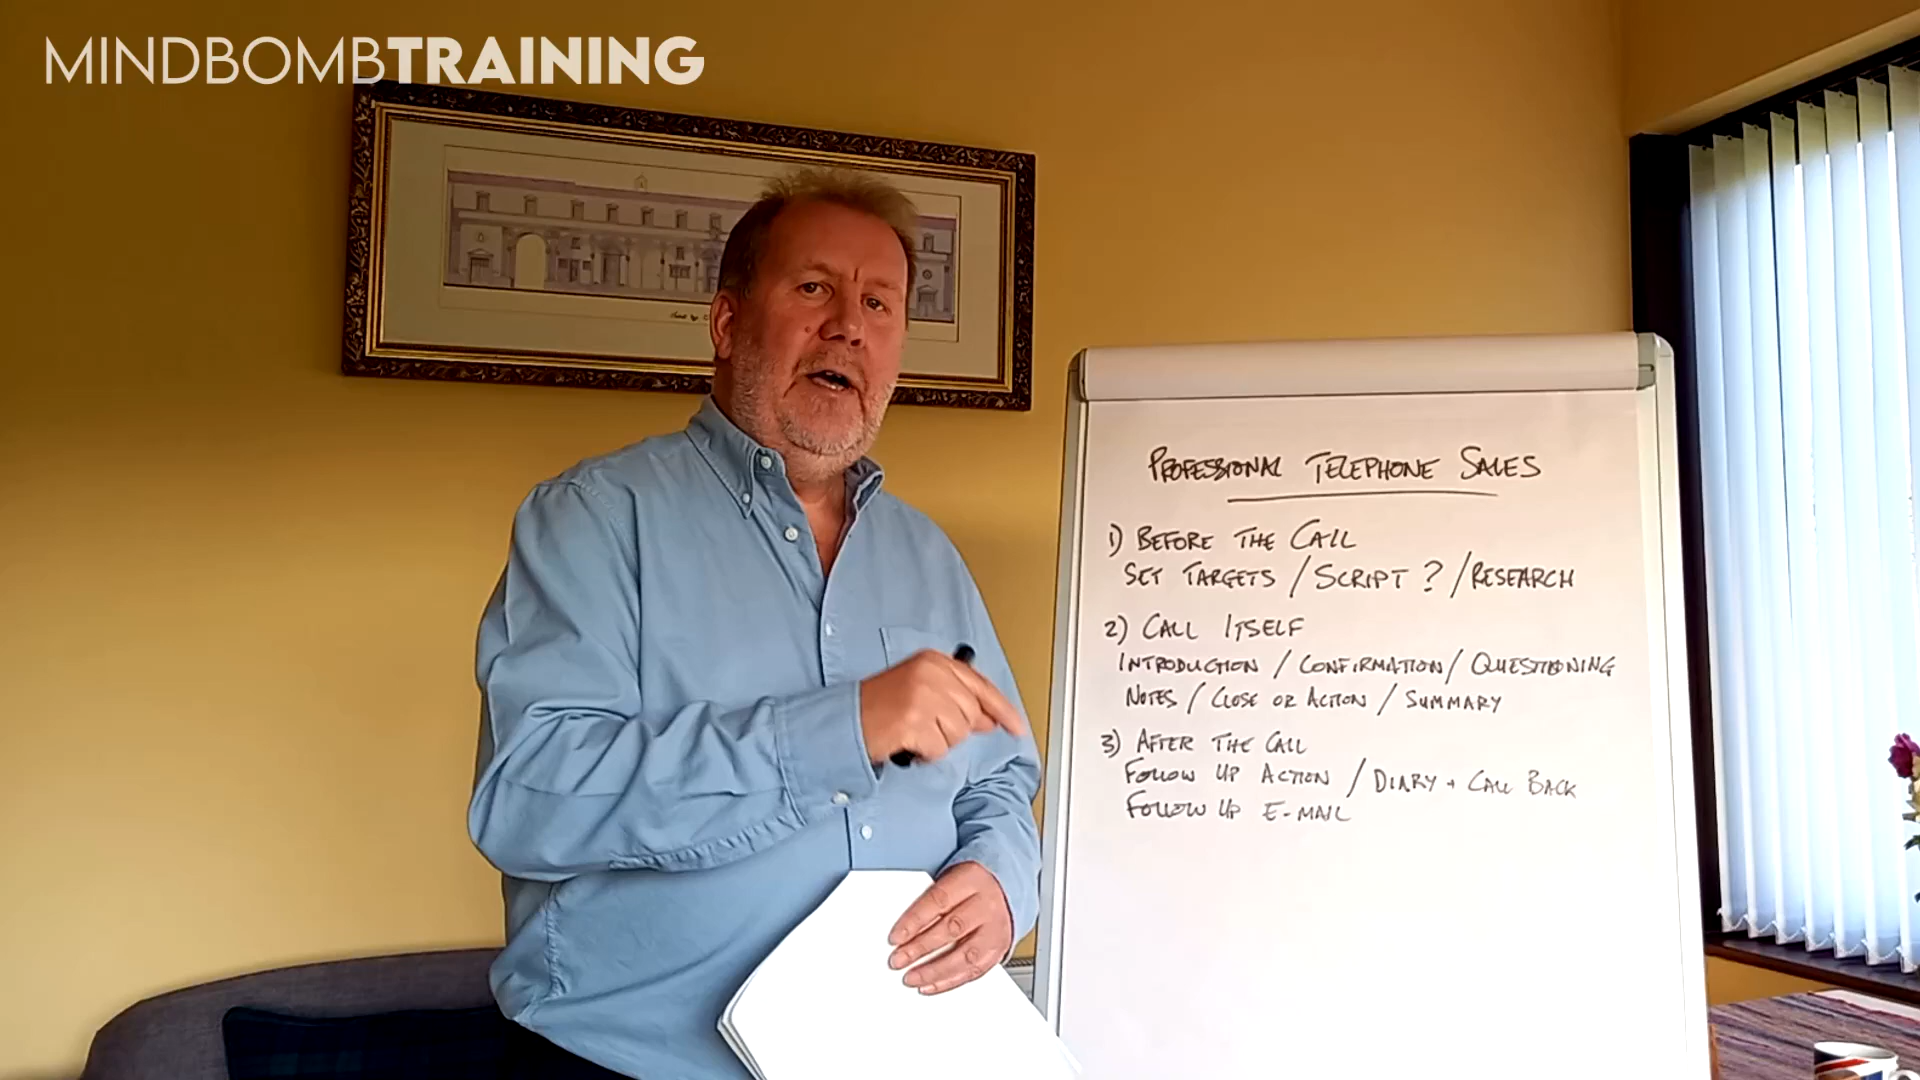 MINDBOMBTRAINING
PROFESSIONAL TELEPHONE SALES
1) BEFORE THE CALL
SET TARGETS / SCRIPT ? / RESEARCH
2) CALL ITSELF
INTRODUCTION / CONFIRMATION / QUESTIONING
NOTES / CLOSE OR ACTION / SUMMARY
3) AFTER THE CALL
FOLLOW UP ACTION / DIARY + CALL BACK
FOLLOW UP E-MAIL